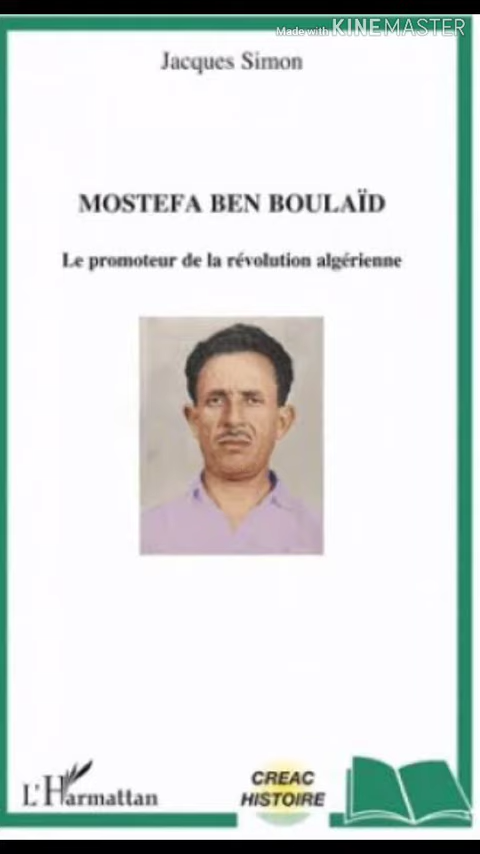 Made with KINEMASTER
Jacques Simon
MOSTEFA BEN BOULAÏD
Le promoteur de la révolution algérienne
L'Harmattan
CREAC
HISTOIRE